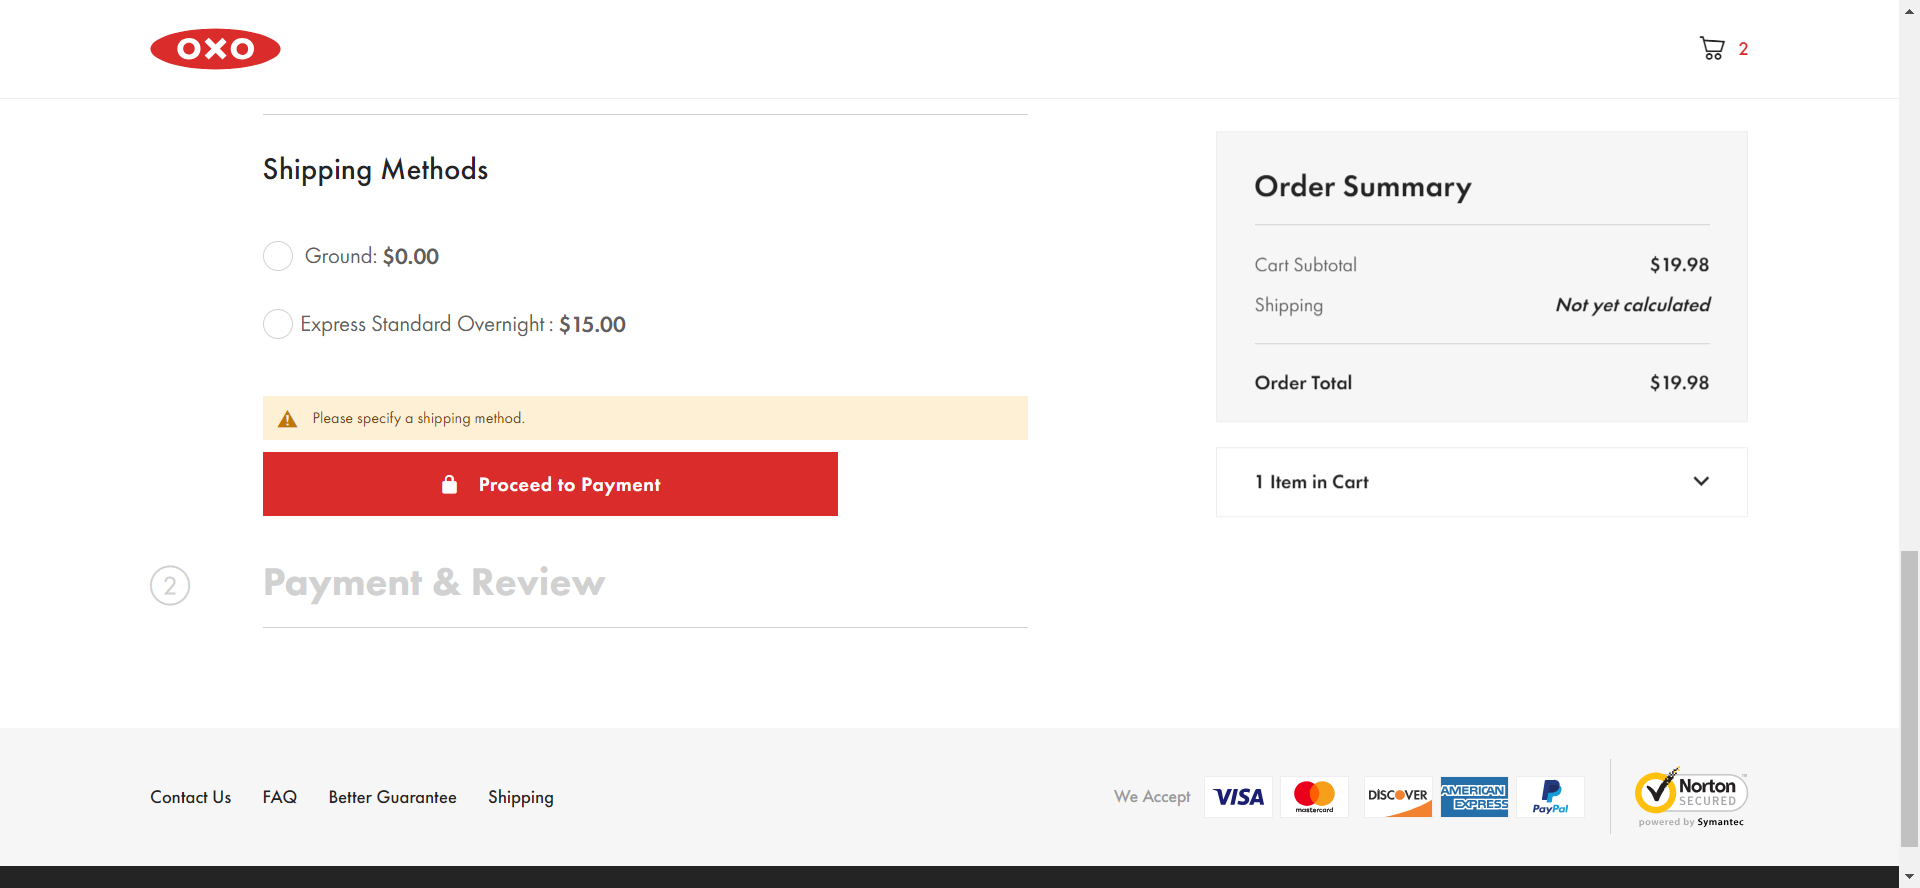 OXO
2
Shipping Methods
Ground: $0.00
Express Standard Overnight : $15.00
Please specify a shipping method.
Proceed to Payment
2 Payment & Review
Order Summary
Cart Subtotal $19.98
Shipping Not yet calculated
Order Total $19.98
1 Item in Cart
Contact Us FAQ Better Guarantee Shipping
We Accept
VISA
mastercard
DISCOVER
AMERICAN
EXPRESS
PayPal
Norton
SECURED
powered by Symantec